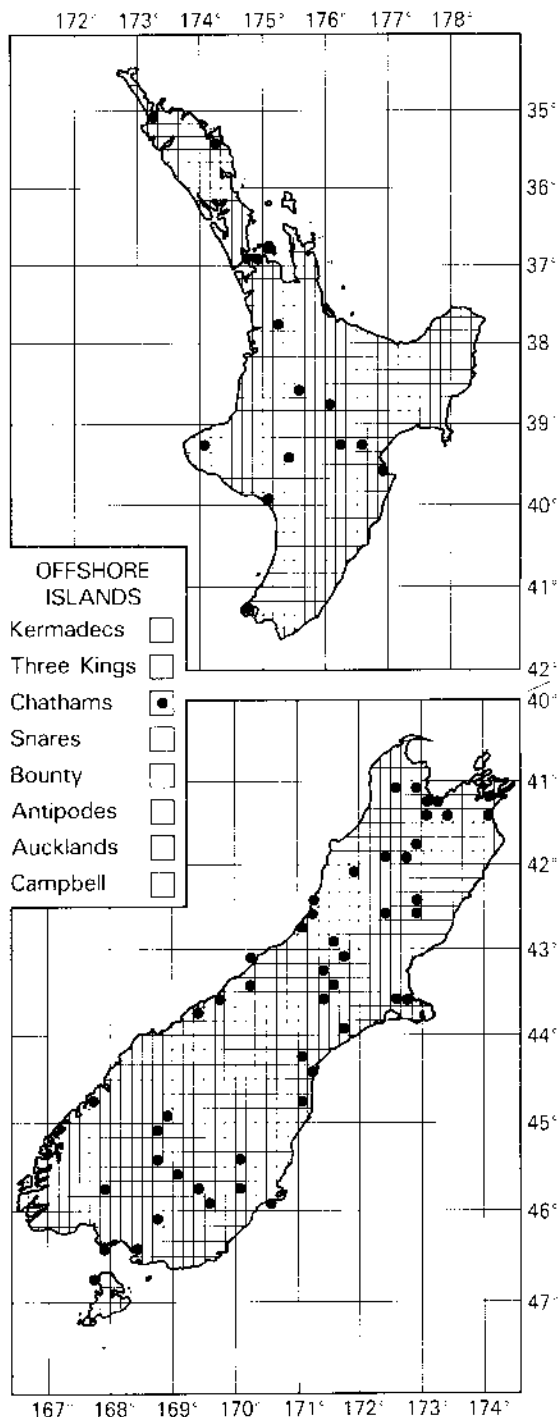 172° 173° 174° 175° 176° 177° 178°
35°
36°
37°
38°
39°
40°
41°
42°
OFFSHORE
ISLANDS
Kermadecs
Three Kings
Chathams
Snares
Bounty
Antipodes
Aucklands
Campbell
40°
41°
42°
43°
44°
45°
46°
47°
167° 168° 169° 170° 171° 172° 173° 174°